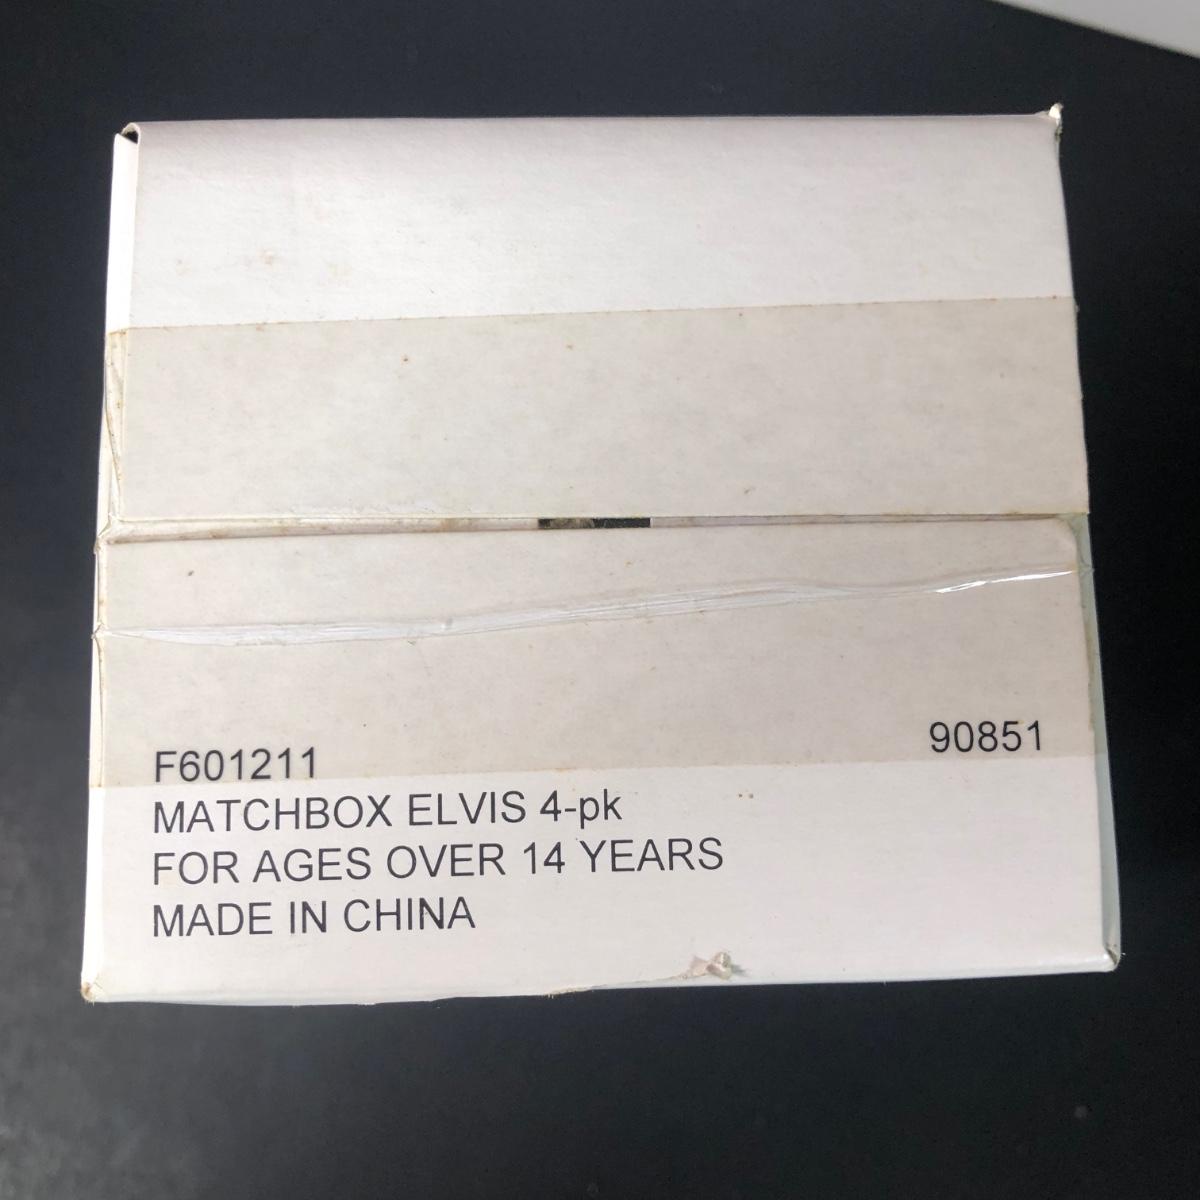 F601211 90851
MATCHBOX ELVIS 4-pk
FOR AGES OVER 14 YEARS
MADE IN CHINA